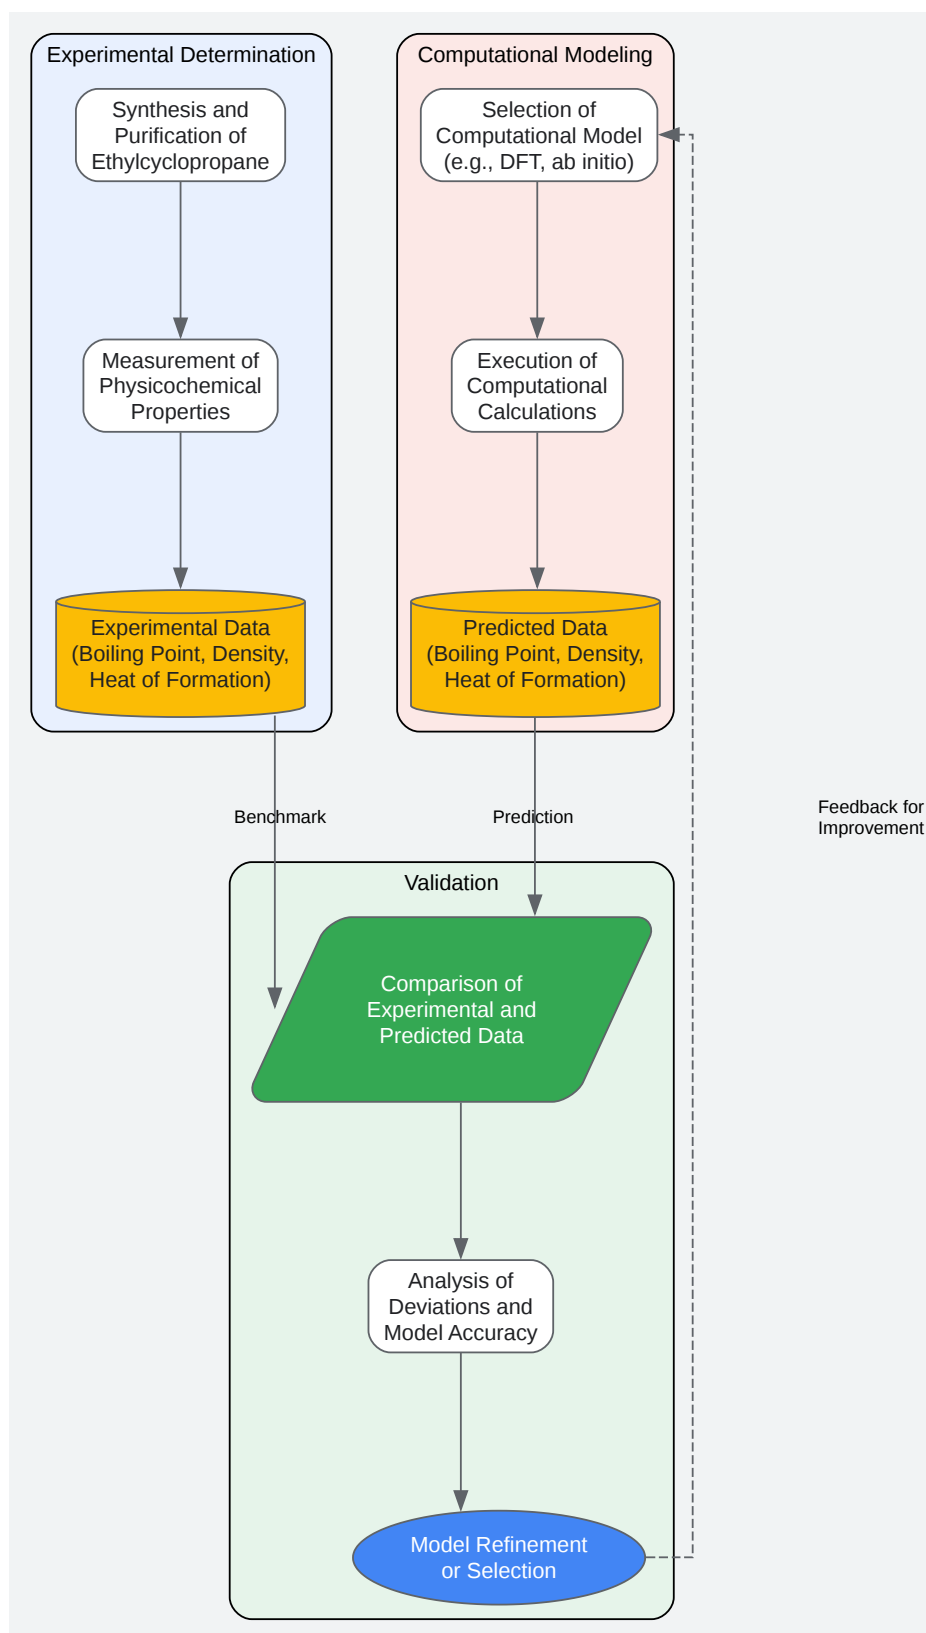 Experimental Determination
Synthesis and
Purification of
Ethylcyclopropane
Measurement of
Physicochemical
Properties
Experimental Data
(Boiling Point, Density,
Heat of Formation)
Computational Modeling
Selection of
Computational Model
(e.g., DFT, ab initio)
Execution of
Computational
Calculations
Predicted Data
(Boiling Point, Density,
Heat of Formation)
Benchmark
Prediction
Feedback for
Improvement
Validation
Comparison of
Experimental and
Predicted Data
Analysis of
Deviations and
Model Accuracy
Model Refinement
or Selection